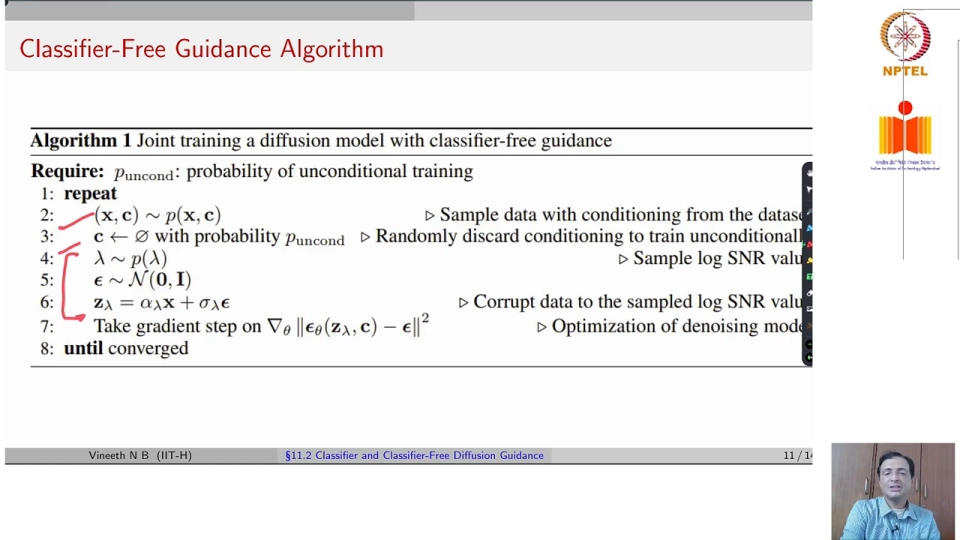 Classifier-Free Guidance Algorithm
Algorithm 1 Joint training a diffusion model with classifier-free guidance
Require: p_uncond: probability of unconditional training
1: repeat
2: (x, c) ∼ p(x, c) ▷ Sample data with conditioning from the datase
3: c ← ∅ with probability p_uncond ▷ Randomly discard conditioning to train unconditionall
4: λ ∼ p(λ) ▷ Sample log SNR valu
5: ϵ ∼ N(0, I)
6: z_λ = α_λx + σ_λϵ ▷ Corrupt data to the sampled log SNR valu
7: Take gradient step on ∇_θ ‖ϵ_θ(z_λ, c) − ϵ‖² ▷ Optimization of denoising mode
8: until converged
Vineeth N B (IIT-H) §11.2 Classifier and Classifier-Free Diffusion Guidance 11 / 14
NPTEL